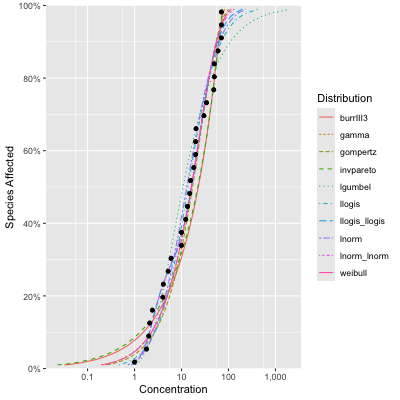 100%
80%
60%
40%
20%
0%
Species Affected
0.1
1
10
100
1,000
Concentration
Distribution
burrIII3
gamma
gompertz
invpareto
lgumbel
llogis
llogis_llogis
lnorm
lnorm_lnorm
weibull